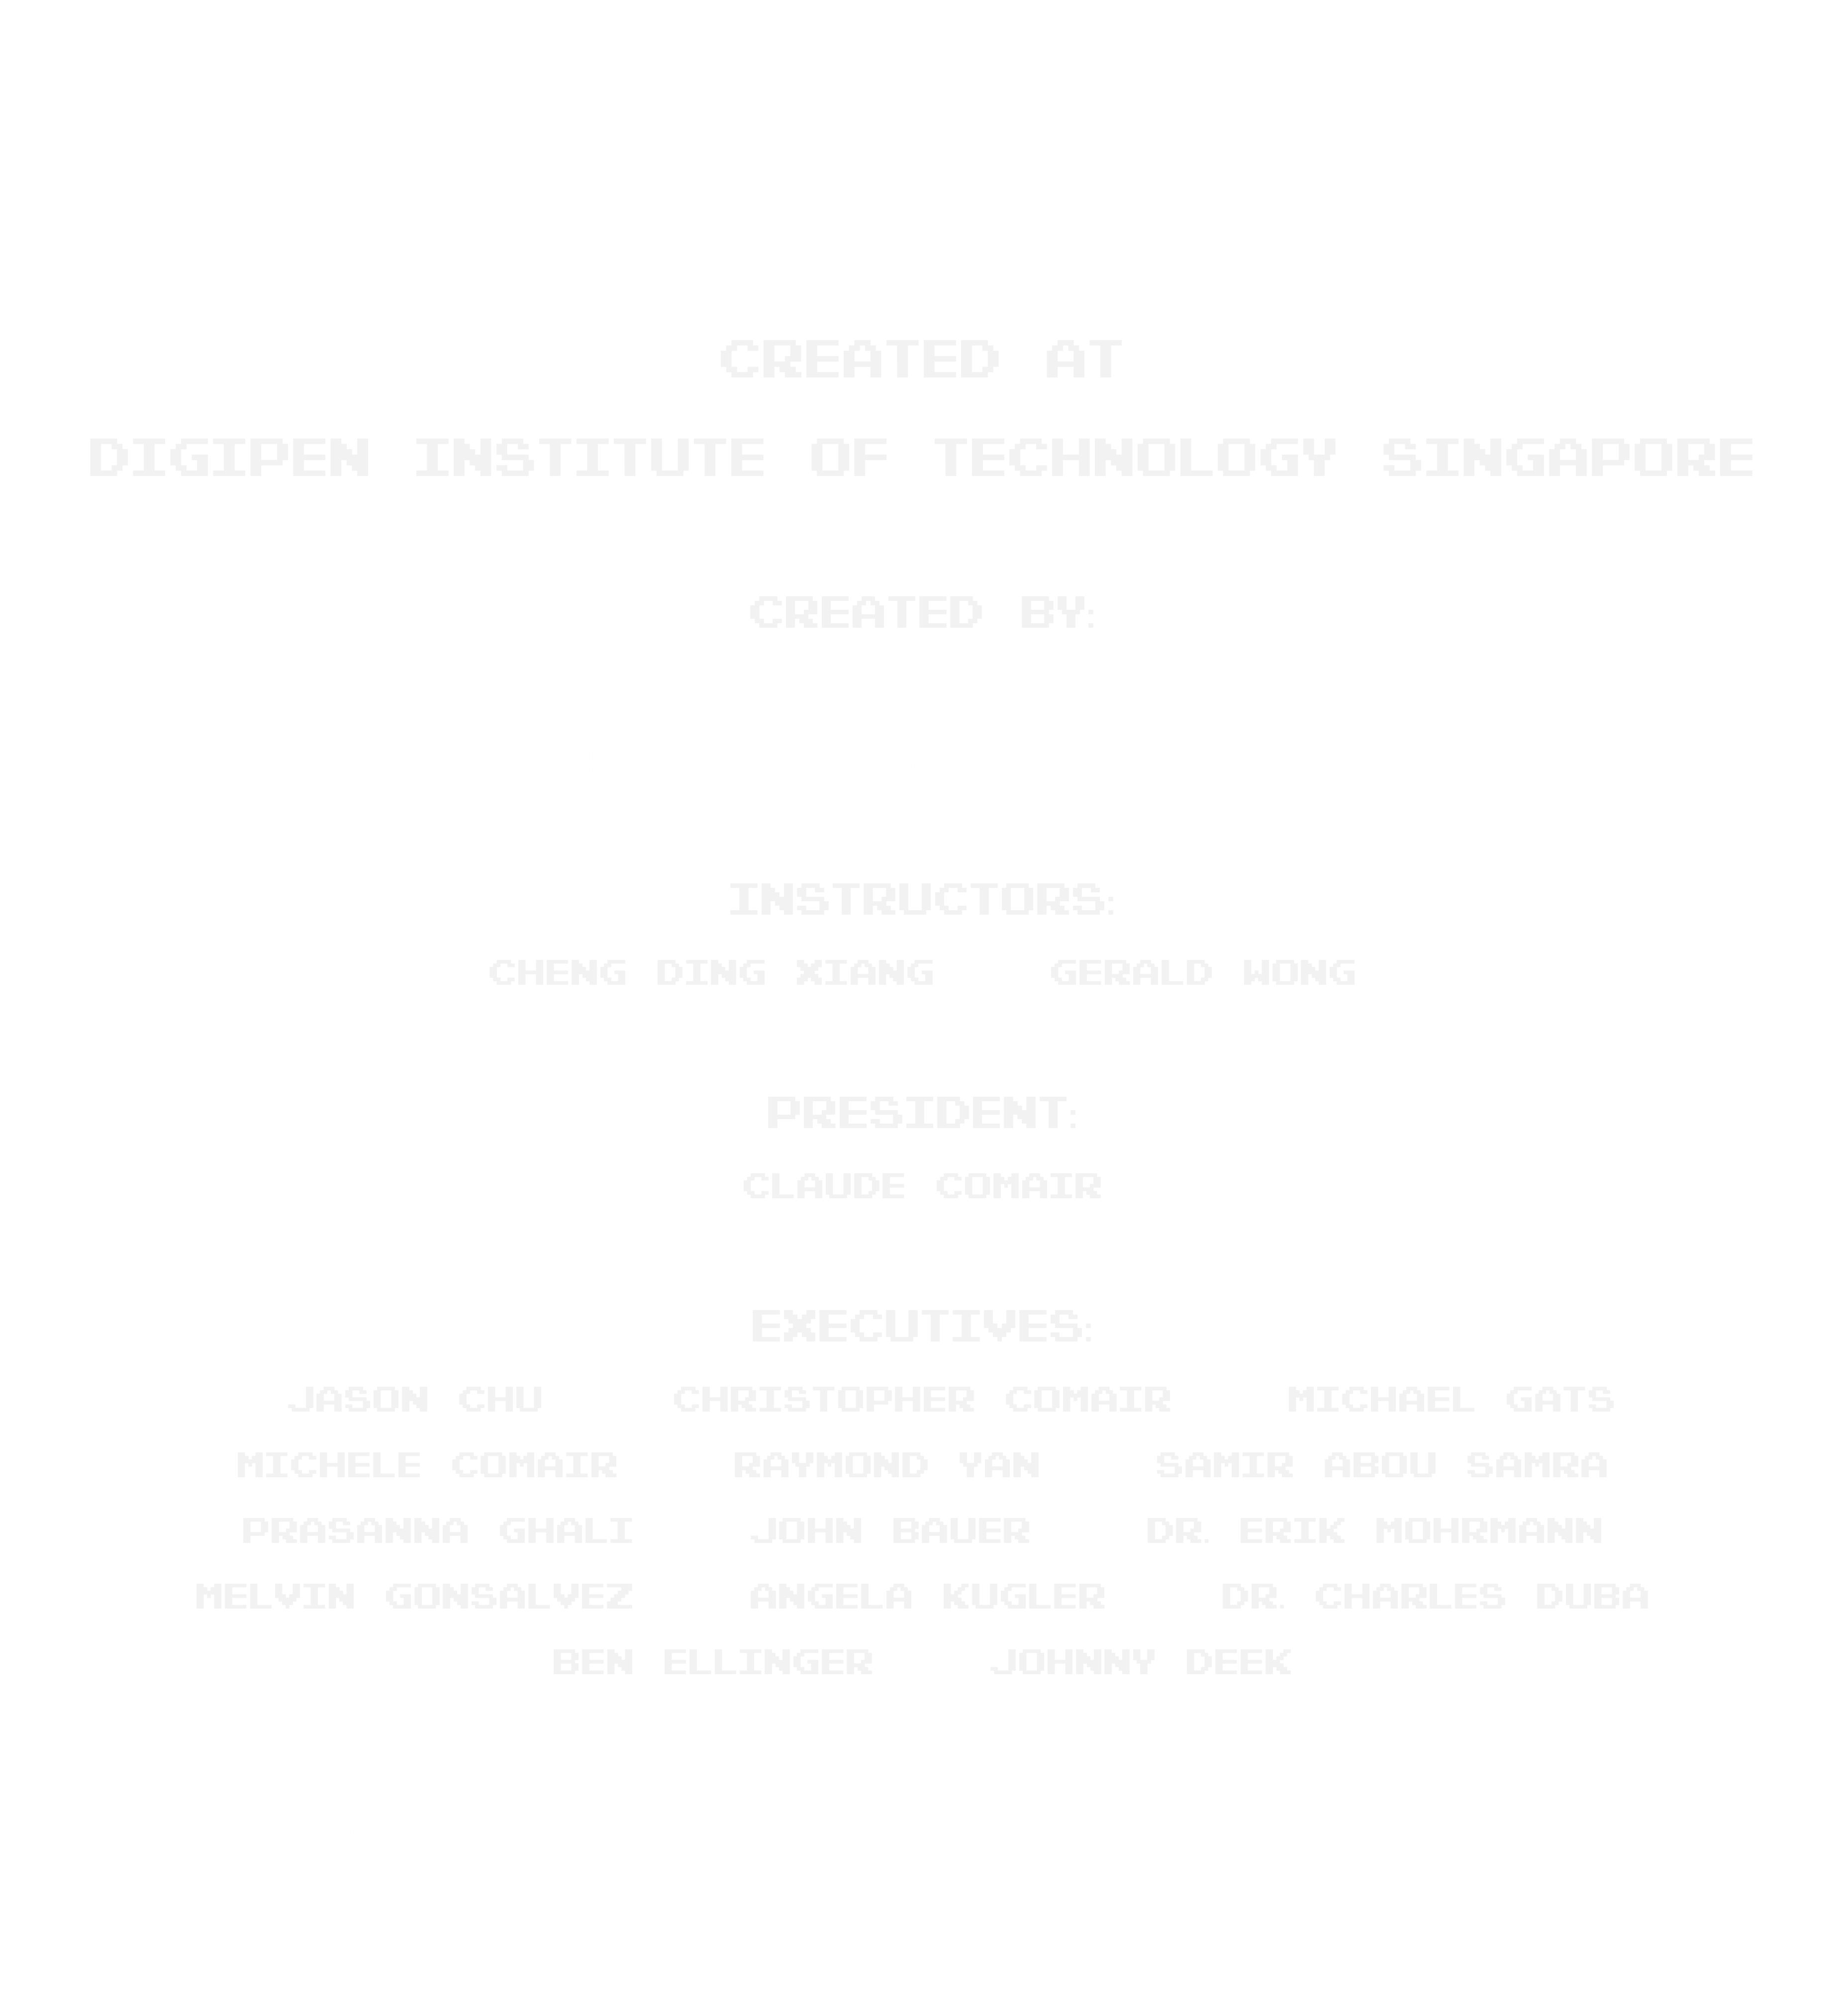 CREATED AT
DIGIPEN INSTITUTE OF TECHNOLOGY SINGAPORE
CREATED BY:
INSTRUCTORS:
CHENG DING XIANG GERALD WONG
PRESIDENT:
CLAUDE COMAIR
EXECUTIVES:
JASON CHU CHRISTOPHER COMAIR MICHAEL GATS
MICHELE COMAIR RAYMOND YAN SAMIR ABOU SAMRA
PRASANNA GHALI JOHN BAUER DR. ERIK MOHRMANN
MELVIN GONSALVEZ ANGELA KUGLER DR. CHARLES DUBA
BEN ELLINGER JOHNNY DEEK